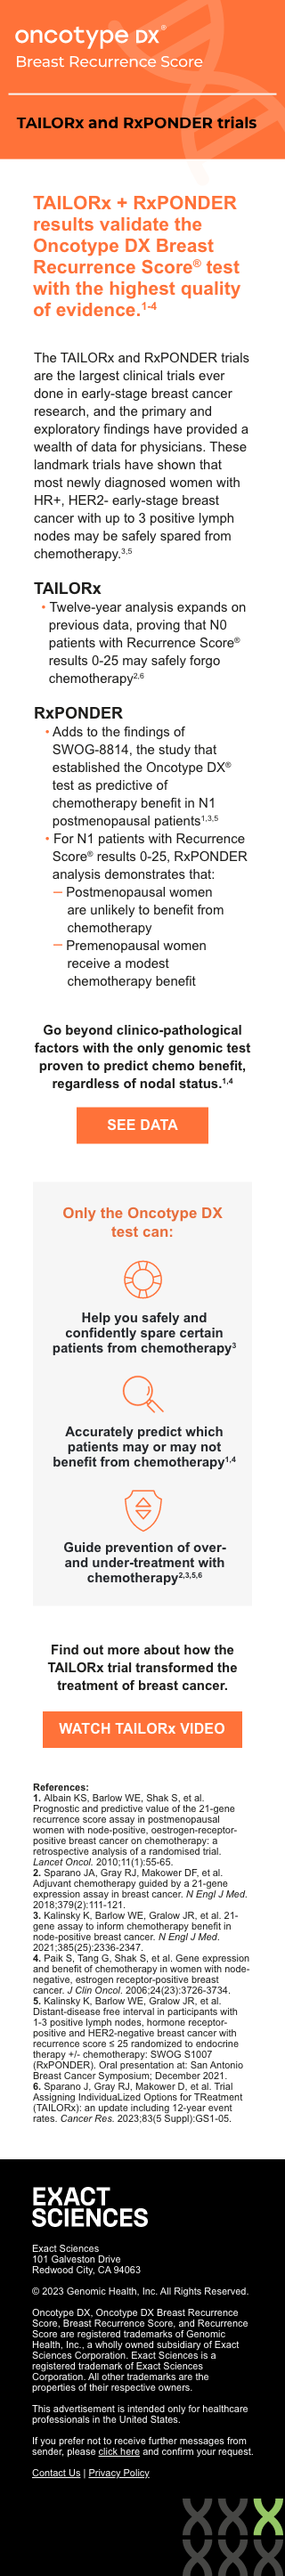 oncotype DX®
Breast Recurrence Score
TAILORx and RxPONDER trials
TAILORx + RxPONDER
results validate the
Oncotype DX Breast
Recurrence Score® test
with the highest quality
of evidence.1-4
The TAILORx and RxPONDER trials
are the largest clinical trials ever
done in early-stage breast cancer
research, and the primary and
exploratory findings have provided a
wealth of data for physicians. These
landmark trials have shown that
most newly diagnosed women with
HR+, HER2- early-stage breast
cancer with up to 3 positive lymph
nodes may be safely spared from
chemotherapy.3,5
TAILORx
• Twelve-year analysis expands on
previous data, proving that N0
patients with Recurrence Score®
results 0-25 may safely forgo
chemotherapy2,6
RxPONDER
• Adds to the findings of
SWOG-8814, the study that
established the Oncotype DX®
test as predictive of
chemotherapy benefit in N1
postmenopausal patients1,3,5
• For N1 patients with Recurrence
Score® results 0-25, RxPONDER
analysis demonstrates that:
— Postmenopausal women
are unlikely to benefit from
chemotherapy
— Premenopausal women
receive a modest
chemotherapy benefit
Go beyond clinico-pathological
factors with the only genomic test
proven to predict chemo benefit,
regardless of nodal status.1,4
SEE DATA
Only the Oncotype DX
test can:
Help you safely and
confidently spare certain
patients from chemotherapy3
Accurately predict which
patients may or may not
benefit from chemotherapy1,4
Guide prevention of over-
and under-treatment with
chemotherapy2,3,5,6
Find out more about how the
TAILORx trial transformed the
treatment of breast cancer.
WATCH TAILORx VIDEO
References:
1. Albain KS, Barlow WE, Shak S, et al.
Prognostic and predictive value of the 21-gene
recurrence score assay in postmenopausal
women with node-positive, oestrogen-receptor-
positive breast cancer on chemotherapy: a
retrospective analysis of a randomised trial.
Lancet Oncol. 2010;11(1):55-65.
2. Sparano JA, Gray RJ, Makower DF, et al.
Adjuvant chemotherapy guided by a 21-gene
expression assay in breast cancer. N Engl J Med.
2018;379(2):111-121.
3. Kalinsky K, Barlow WE, Gralow JR, et al. 21-
gene assay to inform chemotherapy benefit in
node-positive breast cancer. N Engl J Med.
2021;385(25):2336-2347.
4. Paik S, Tang G, Shak S, et al. Gene expression
and benefit of chemotherapy in women with node-
negative, estrogen receptor-positive breast
cancer. J Clin Oncol. 2006;24(23):3726-3734.
5. Kalinsky K, Barlow WE, Gralow JR, et al.
Distant-disease free interval in participants with
1-3 positive lymph nodes, hormone receptor-
positive and HER2-negative breast cancer with
recurrence score ≤ 25 randomized to endocrine
therapy +/- chemotherapy: SWOG S1007
(RxPONDER). Oral presentation at: San Antonio
Breast Cancer Symposium; December 2021.
6. Sparano J, Gray RJ, Makower D, et al. Trial
Assigning IndividuaLized Options for TReatment
(TAILORx): an update including 12-year event
rates. Cancer Res. 2023;83(5 Suppl):GS1-05.
EXACT
SCIENCES
Exact Sciences
101 Galveston Drive
Redwood City, CA 94063
© 2023 Genomic Health, Inc. All Rights Reserved.
Oncotype DX, Oncotype DX Breast Recurrence
Score, Breast Recurrence Score, and Recurrence
Score are registered trademarks of Genomic
Health, Inc., a wholly owned subsidiary of Exact
Sciences Corporation. Exact Sciences is a
registered trademark of Exact Sciences
Corporation. All other trademarks are the
properties of their respective owners.
This advertisement is intended only for healthcare
professionals in the United States.
If you prefer not to receive further messages from
sender, please click here and confirm your request.
Contact Us | Privacy Policy